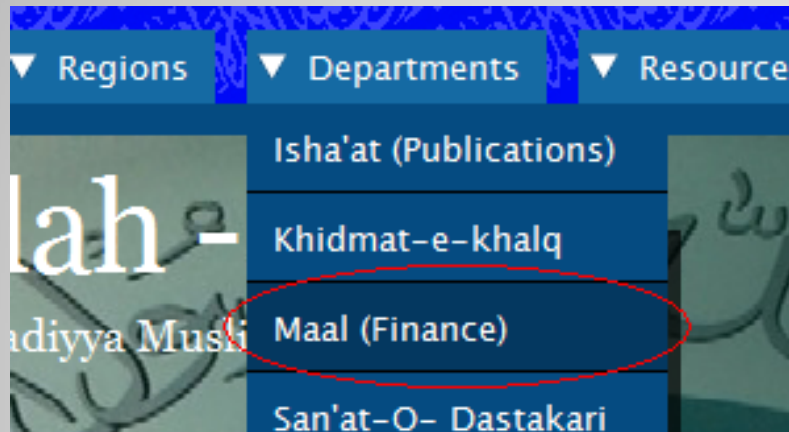 ▼ Regions ▼ Departments ▼ Resource
Isha'at (Publications)
lah -
Khidmat-e-khalq
adiyya Musli
Maal (Finance)
San'at-O- Dastakari